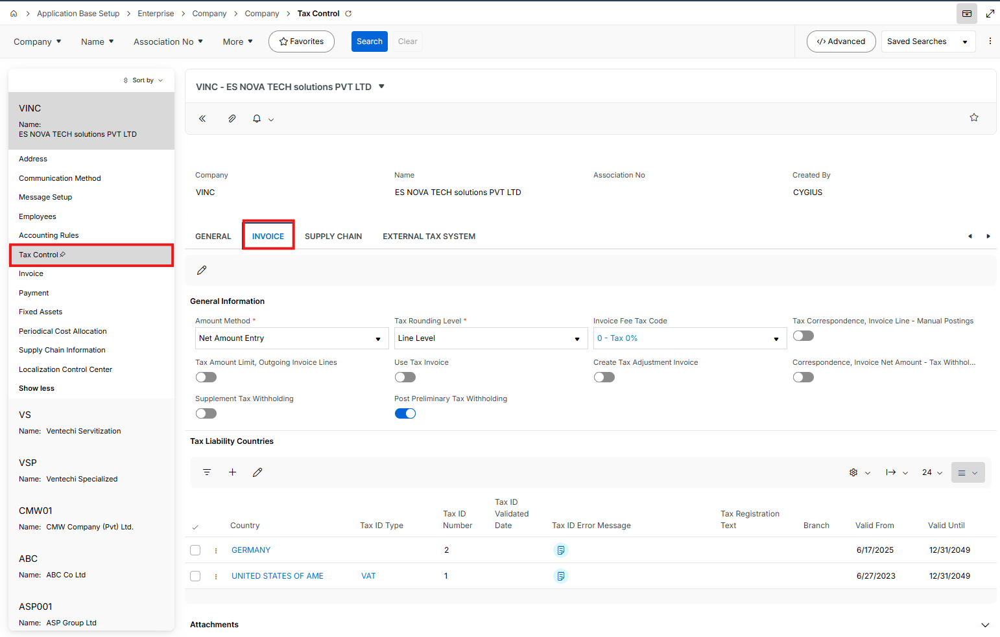 Application Base Setup > Enterprise > Company > Company > Tax Control
Company Name Association No More Favorites Search Clear </> Advanced Saved Searches
Sort by
VINC
Name:
ES NOVA TECH solutions PVT LTD
Address
Communication Method
Message Setup
Employees
Accounting Rules
Tax Control
Invoice
Payment
Fixed Assets
Periodical Cost Allocation
Supply Chain Information
Localization Control Center
Show less
VS
Name: Ventechi Servitization
VSP
Name: Ventechi Specialized
CMW01
Name: CMW Company (Pvt) Ltd.
ABC
Name: ABC Co Ltd
ASP001
Name: ASP Group Ltd
VINC - ES NOVA TECH solutions PVT LTD
Company Name Association No Created By
VINC ES NOVA TECH solutions PVT LTD CYGIUS
GENERAL INVOICE SUPPLY CHAIN EXTERNAL TAX SYSTEM
General Information
Amount Method * Tax Rounding Level * Invoice Fee Tax Code Tax Correspondence, Invoice Line - Manual Postings
Net Amount Entry Line Level 0 - Tax 0%
Tax Amount Limit, Outgoing Invoice Lines Use Tax Invoice Create Tax Adjustment Invoice Correspondence, Invoice Net Amount - Tax Withhol...
Supplement Tax Withholding Post Preliminary Tax Withholding
Tax Liability Countries
24
Country Tax ID Type Tax ID Number Tax ID Validated Date Tax ID Error Message Tax Registration Text Branch Valid From Valid Until
GERMANY 2 6/17/2025 12/31/2049
UNITED STATES OF AME VAT 1 6/27/2023 12/31/2049
Attachments